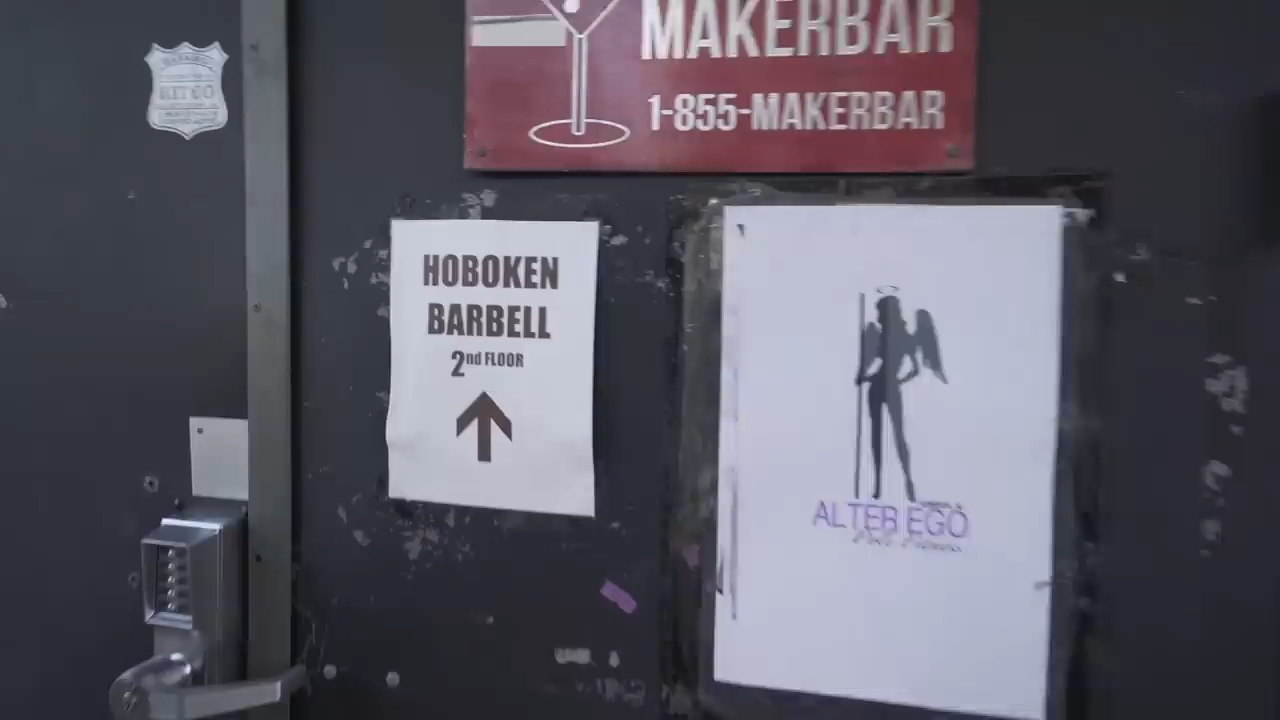 MAKERBAR
1-855-MAKERBAR
HOBOKEN
BARBELL
2nd FLOOR
ALTER EGO